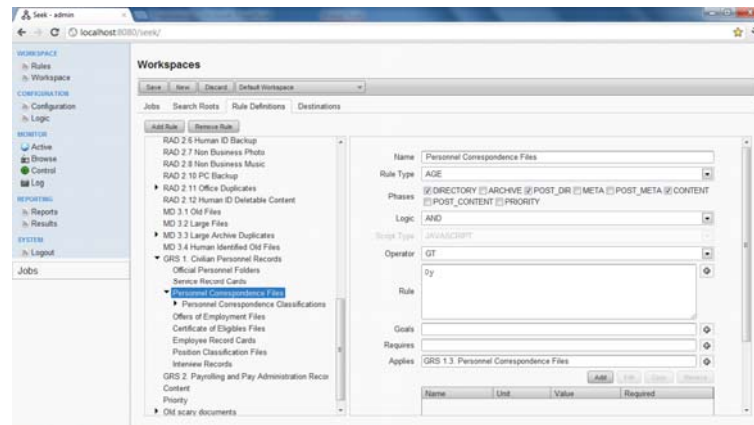 Seek - admin
localhost:8080/seek/
WORKSPACE
Rules
Workspace
CONFIGURATION
Configuration
Logic
MONITOR
Active
Browse
Control
Log
REPORTING
Reports
Results
SYSTEM
Logout
Jobs
Workspaces
Save New Discard Default Workspace
Jobs Search Roots Rule Definitions Destinations
Add Rule Remove Rule
RAD 2.6 Human ID Backup
RAD 2.7 Non Business Photo
RAD 2.8 Non Business Music
RAD 2.10 PC Backup
RAD 2.11 Office Duplicates
RAD 2.12 Human ID Deletable Content
MD 3.1 Old Files
MD 3.2 Large Files
MD 3.3 Large Archive Duplicates
MD 3.4 Human Identified Old Files
GRS 1. Civilian Personnel Records
Official Personnel Folders
Service Record Cards
Personnel Correspondence Files
Personnel Correspondence Classifications
Offers of Employment Files
Certificate of Eligibles Files
Employee Record Cards
Position Classification Files
Interview Records
GRS 2. Payrolling and Pay Administration Recor
Content
Priority
Old scary documents
Name Personnel Correspondence Files
Rule Type AGE
Phases DIRECTORY ARCHIVE POST_DIR META POST_META CONTENT
POST_CONTENT PRIORITY
Logic AND
Script Type JAVASCRIPT
Operator GT
0y
Rule
Goals
Requires
Applies GRS 1.3. Personnel Correspondence Files
Add Edit Copy Remove
Name Unit Value Required